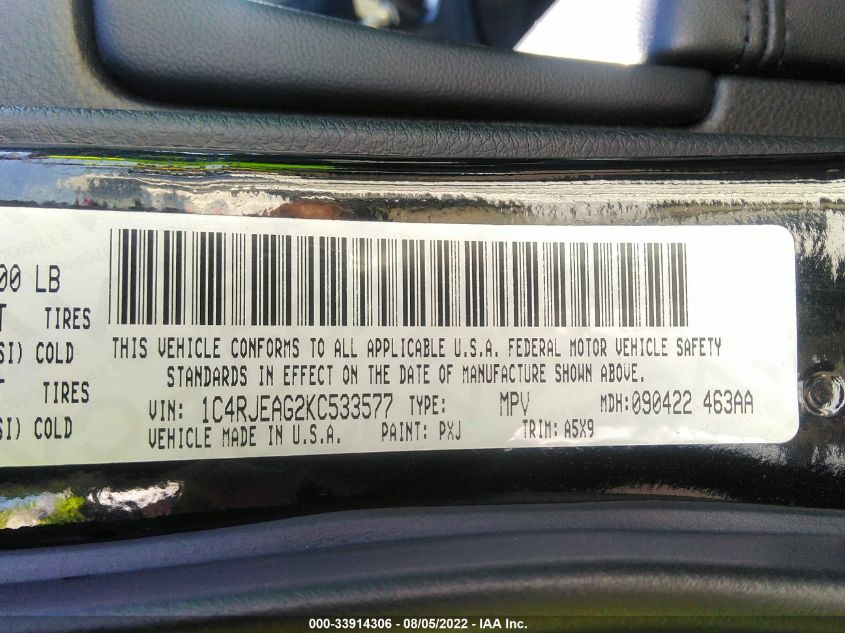 00 LB
TIRES
SI) COLD
TIRES
SI) COLD
THIS VEHICLE CONFORMS TO ALL APPLICABLE U.S.A. FEDERAL MOTOR VEHICLE SAFETY
STANDARDS IN EFFECT ON THE DATE OF MANUFACTURE SHOWN ABOVE.
VIN: 1C4RJEAG2KC533577 TYPE: MPV MDH:090422 463AA
VEHICLE MADE IN U.S.A. PAINT: PXJ TRIM: A5X9
000-33914306 - 08/05/2022 - IAA Inc.